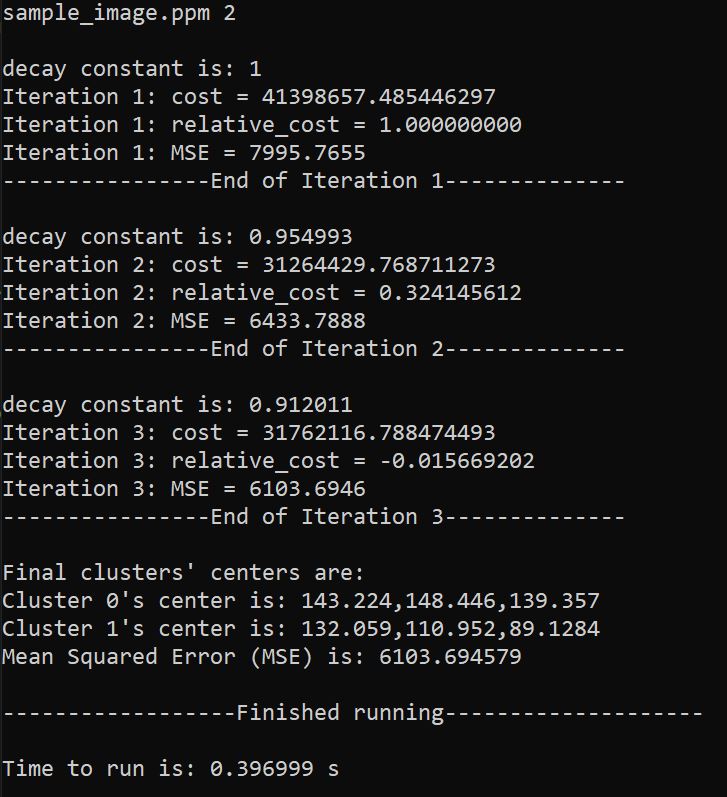 sample_image.ppm 2
decay constant is: 1
Iteration 1: cost = 41398657.485446297
Iteration 1: relative_cost = 1.000000000
Iteration 1: MSE = 7995.7655
----------------End of Iteration 1--------------
decay constant is: 0.954993
Iteration 2: cost = 31264429.768711273
Iteration 2: relative_cost = 0.324145612
Iteration 2: MSE = 6433.7888
----------------End of Iteration 2--------------
decay constant is: 0.912011
Iteration 3: cost = 31762116.788474493
Iteration 3: relative_cost = -0.015669202
Iteration 3: MSE = 6103.6946
----------------End of Iteration 3--------------
Final clusters' centers are:
Cluster 0's center is: 143.224,148.446,139.357
Cluster 1's center is: 132.059,110.952,89.1284
Mean Squared Error (MSE) is: 6103.694579
------------------Finished running--------------------
Time to run is: 0.396999 s